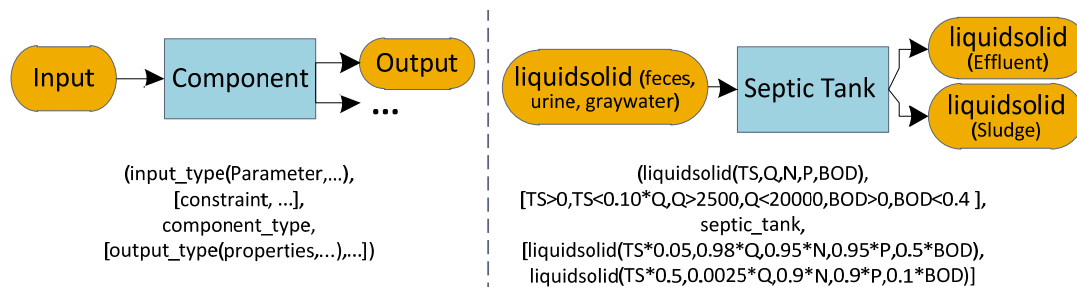 Input
Component
Output
...
(input_type(Parameter,...),
[constraint, ...],
component_type,
[output_type(properties,...),...])
liquidsolid (feces,
urine, graywater)
Septic Tank
liquidsolid
(Effluent)
liquidsolid
(Sludge)
(liquidsolid(TS,Q,N,P,BOD),
[TS>0,TS<0.10*Q,Q>2500,Q<20000,BOD>0,BOD<0.4 ],
septic_tank,
[liquidsolid(TS*0.05,0.98*Q,0.95*N,0.95*P,0.5*BOD),
liquidsolid(TS*0.5,0.0025*Q,0.9*N,0.9*P,0.1*BOD)]